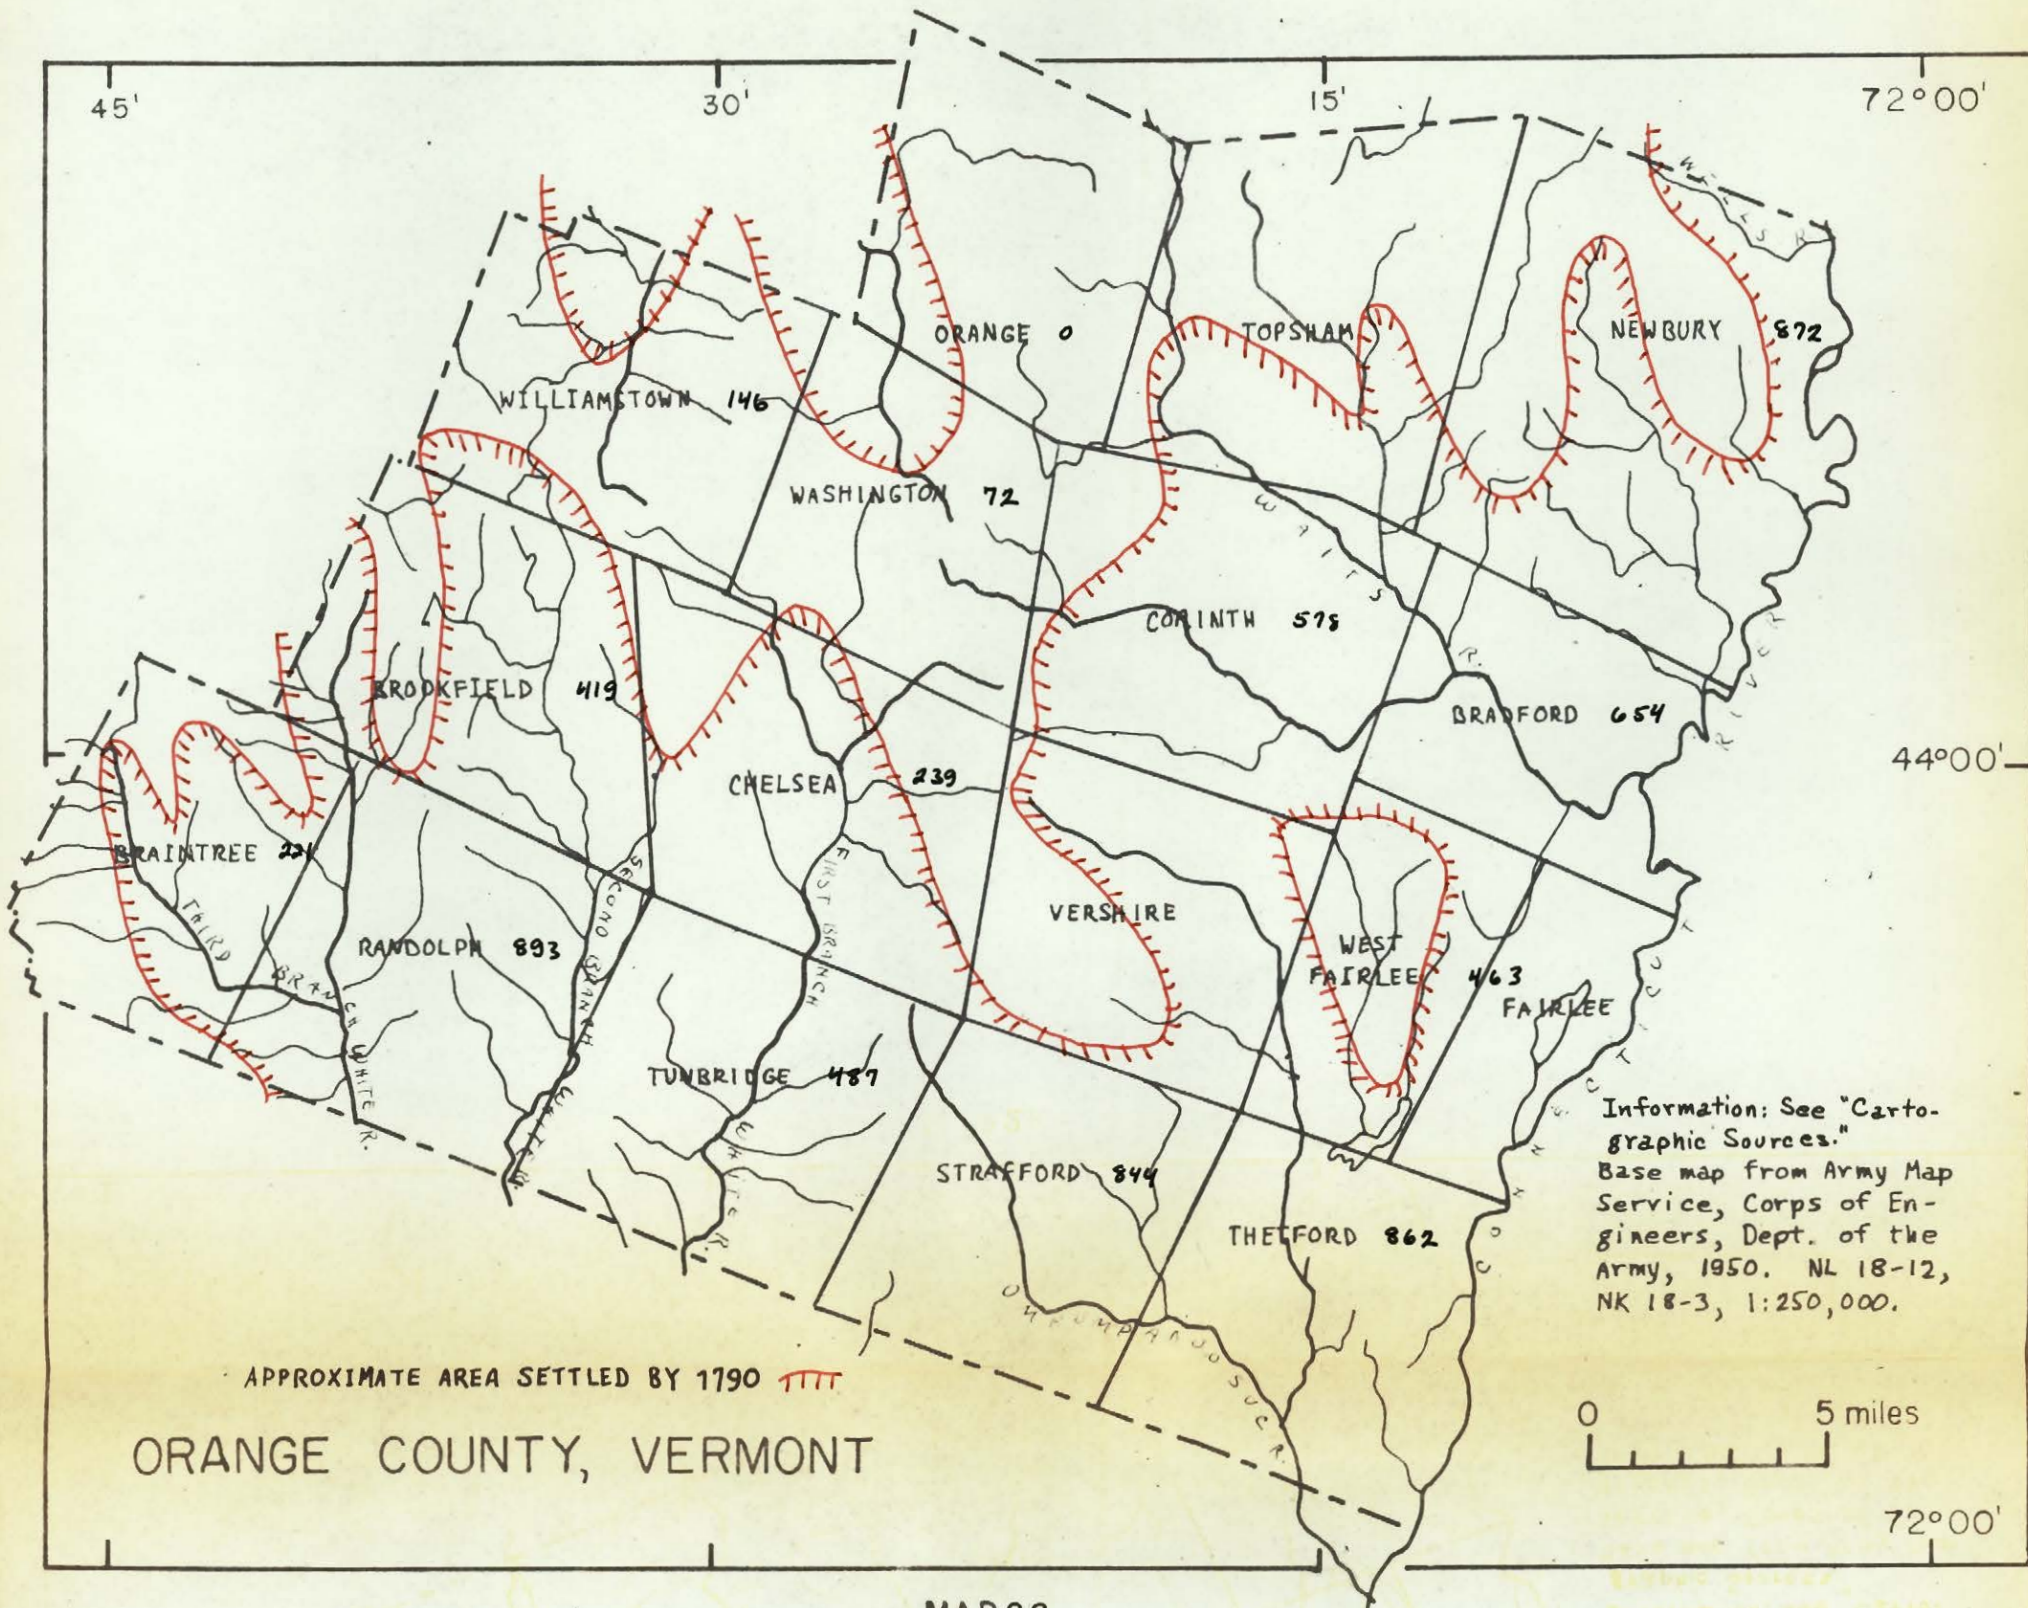 45'
30'
15'
72°00'
WELLS R.
ORANGE 0
TOPSHAM
NEWBURY 872
WILLIAMSTOWN 146
WASHINGTON 72
WAITS R.
CORINTH 578
BROOKFIELD 419
BRADFORD 654
44°00'
CHELSEA 239
BRAINTREE 221
VERSHIRE
RANDOLPH 893
WEST
FAIRLEE 463
FAIRLEE
THIRD BRANCH WHITE R.
SECOND BRANCH WHITE R.
FIRST BRANCH WHITE R.
CONNECTICUT RIVER
TUNBRIDGE 487
STRAFFORD 844
THETFORD 862
OMPOMPANOOSUC R.
Information: See "Carto-
graphic Sources."
Base map from Army Map
Service, Corps of En-
gineers, Dept. of the
Army, 1950. NL 18-12,
NK 18-3, 1:250,000.
APPROXIMATE AREA SETTLED BY 1790
ORANGE COUNTY, VERMONT
0 5 miles
72°00'